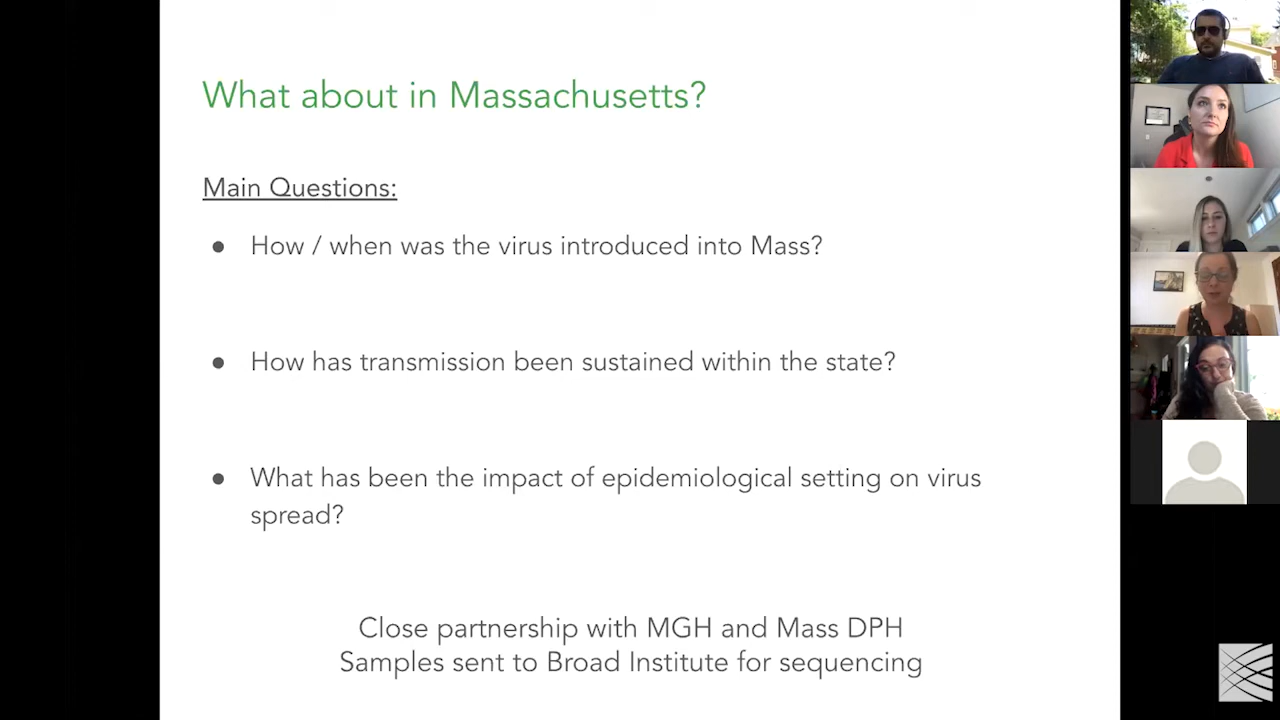 What about in Massachusetts?
Main Questions:
● How / when was the virus introduced into Mass?
● How has transmission been sustained within the state?
● What has been the impact of epidemiological setting on virus
spread?
Close partnership with MGH and Mass DPH
Samples sent to Broad Institute for sequencing